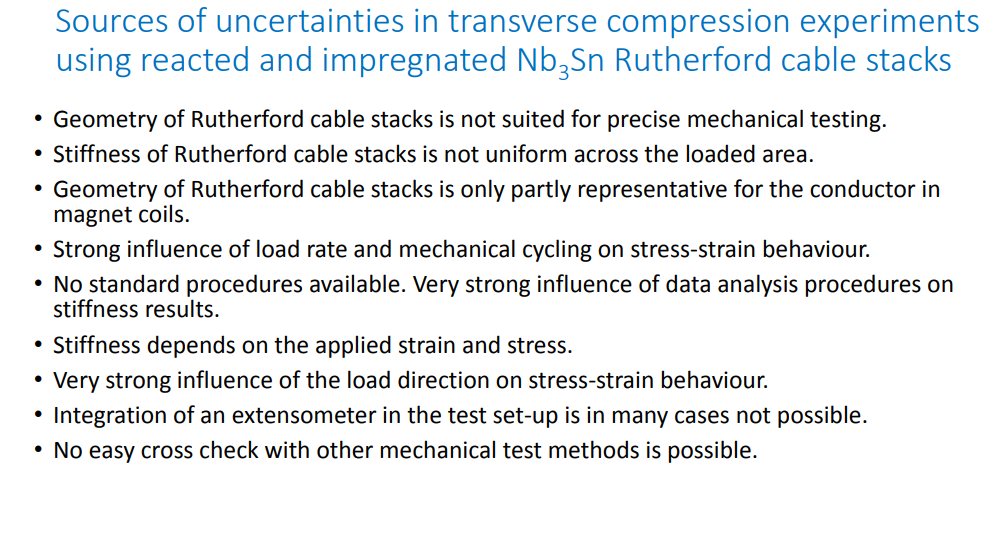 Sources of uncertainties in transverse compression experiments
using reacted and impregnated Nb₃Sn Rutherford cable stacks
• Geometry of Rutherford cable stacks is not suited for precise mechanical testing.
• Stiffness of Rutherford cable stacks is not uniform across the loaded area.
• Geometry of Rutherford cable stacks is only partly representative for the conductor in
magnet coils.
• Strong influence of load rate and mechanical cycling on stress-strain behaviour.
• No standard procedures available. Very strong influence of data analysis procedures on
stiffness results.
• Stiffness depends on the applied strain and stress.
• Very strong influence of the load direction on stress-strain behaviour.
• Integration of an extensometer in the test set-up is in many cases not possible.
• No easy cross check with other mechanical test methods is possible.